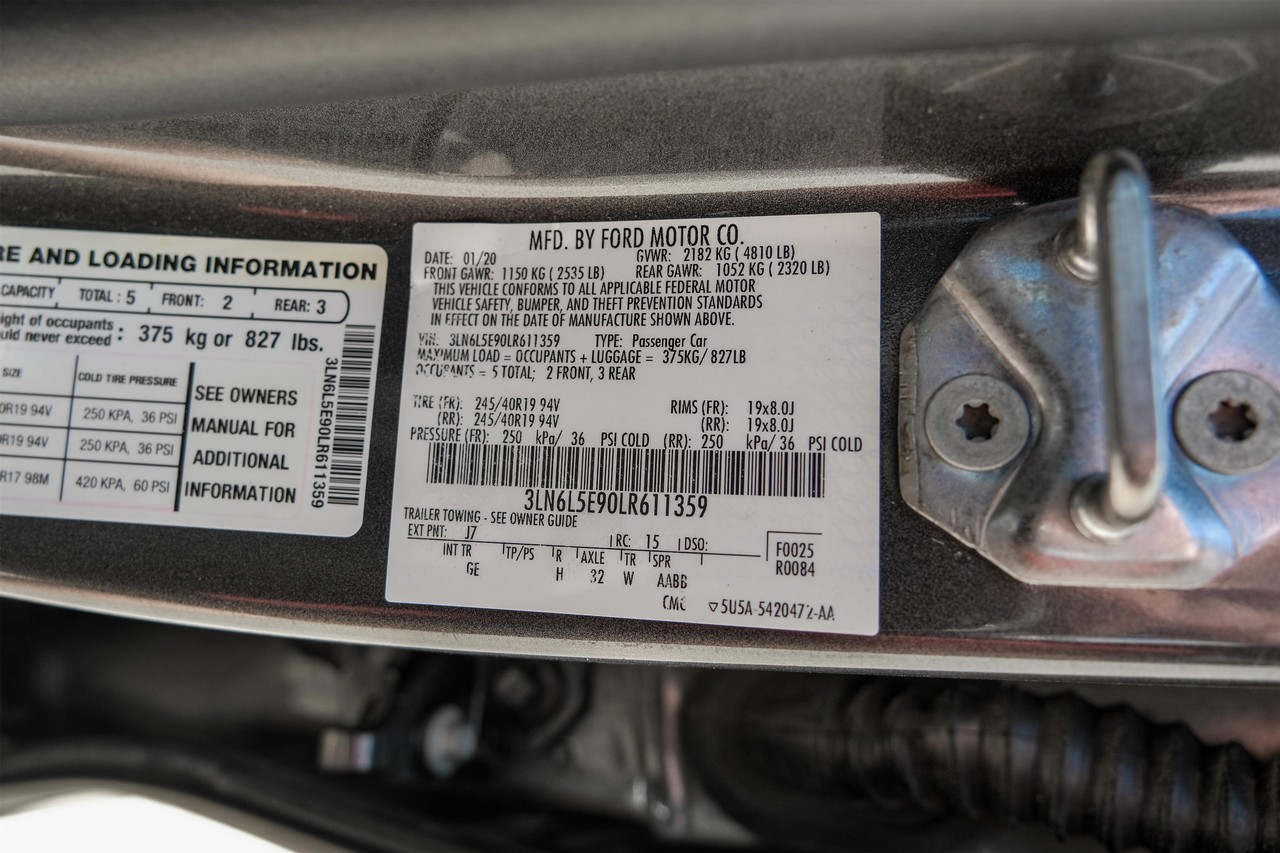 RE AND LOADING INFORMATION
CAPACITY TOTAL : 5 FRONT: 2 REAR: 3
ight of occupants
uld never exceed : 375 kg or 827 lbs.
SIZE COLD TIRE PRESSURE
0R19 94V 250 KPA, 36 PSI
0R19 94V 250 KPA, 36 PSI
R17 98M 420 KPA, 60 PSI
SEE OWNERS
MANUAL FOR
ADDITIONAL
INFORMATION
3LN6L5E90LR611359
MFD. BY FORD MOTOR CO.
DATE: 01/20 GVWR: 2182 KG ( 4810 LB)
FRONT GAWR: 1150 KG ( 2535 LB) REAR GAWR: 1052 KG ( 2320 LB)
THIS VEHICLE CONFORMS TO ALL APPLICABLE FEDERAL MOTOR
VEHICLE SAFETY, BUMPER, AND THEFT PREVENTION STANDARDS
IN EFFECT ON THE DATE OF MANUFACTURE SHOWN ABOVE.
VIN: 3LN6L5E90LR611359 TYPE: Passenger Car
MAXIMUM LOAD = OCCUPANTS + LUGGAGE = 375KG/ 827LB
OCCUPANTS = 5 TOTAL; 2 FRONT, 3 REAR
TIRE (FR): 245/40R19 94V RIMS (FR): 19x8.0J
(RR): 245/40R19 94V (RR): 19x8.0J
PRESSURE (FR): 250 kPa/ 36 PSI COLD (RR): 250 kPa/ 36 PSI COLD
3LN6L5E90LR611359
TRAILER TOWING - SEE OWNER GUIDE
EXT PNT: J7 RC: 15 DSO:
INT TR TP/PS R AXLE TR SPR
GE H 32 W AABB
F0025
R0084
CMC ▽5U5A-5420472-AA